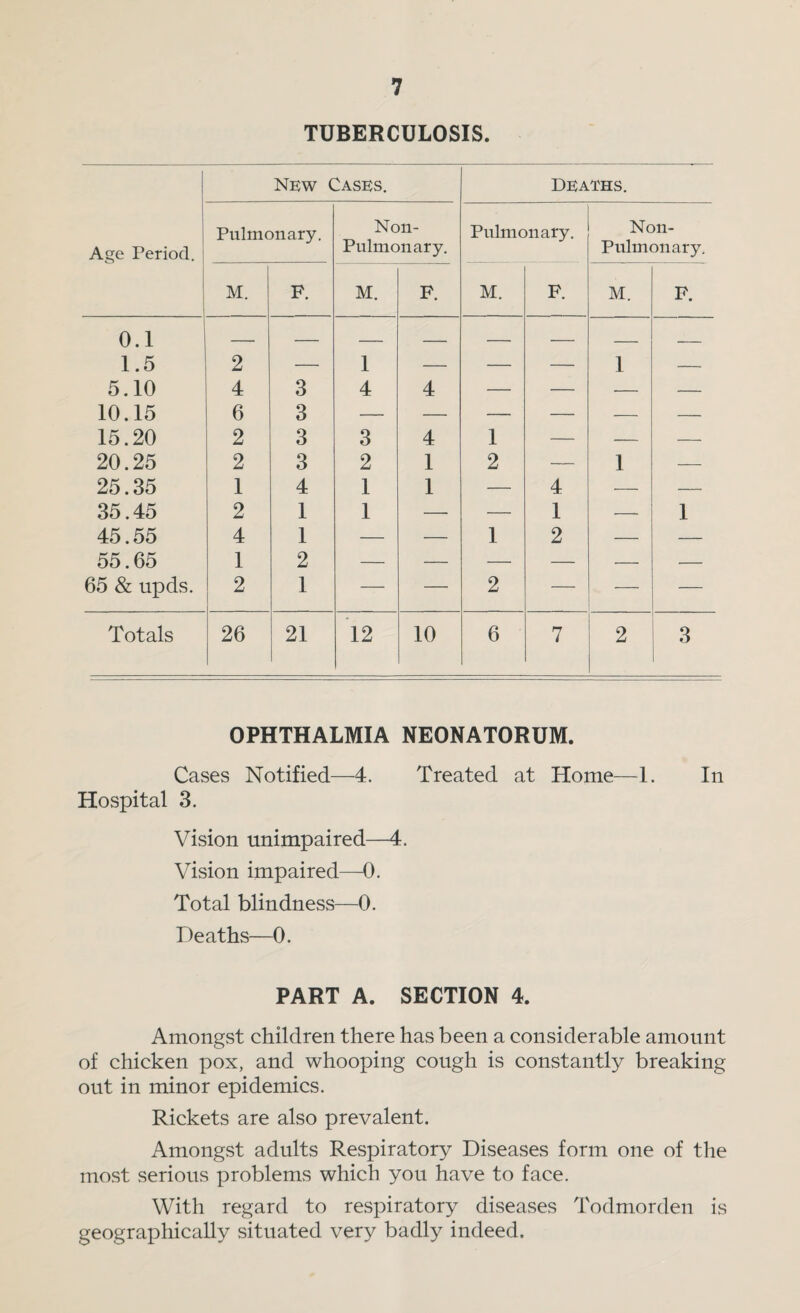 7
TUBERCULOSIS.
Age Period. | New Cases. | Deaths.
Pulmonary. | Non-Pulmonary. | Pulmonary. | Non-Pulmonary.
M. | F. | M. | F. | M. | F. | M. | F.
0.1 | — | — | — | — | — | — | — | —
1.5 | 2 | — | 1 | — | — | — | 1 | —
5.10 | 4 | 3 | 4 | 4 | — | — | — | —
10.15 | 6 | 3 | — | — | — | — | — | —
15.20 | 2 | 3 | 3 | 4 | 1 | — | — | —
20.25 | 2 | 3 | 2 | 1 | 2 | — | 1 | —
25.35 | 1 | 4 | 1 | 1 | — | 4 | — | —
35.45 | 2 | 1 | 1 | — | — | 1 | — | 1
45.55 | 4 | 1 | — | — | 1 | 2 | — | —
55.65 | 1 | 2 | — | — | — | — | — | —
65 & upds. | 2 | 1 | — | — | 2 | — | — | —
Totals | 26 | 21 | 12 | 10 | 6 | 7 | 2 | 3
OPHTHALMIA NEONATORUM.
Cases Notified—4. Treated at Home—1. In
Hospital 3.
Vision unimpaired—4.
Vision impaired—0.
Total blindness—0.
Deaths—0.
PART A. SECTION 4.
Amongst children there has been a considerable amount
of chicken pox, and whooping cough is constantly breaking
out in minor epidemics.
Rickets are also prevalent.
Amongst adults Respiratory Diseases form one of the
most serious problems which you have to face.
With regard to respiratory diseases Todmorden is
geographically situated very badly indeed.